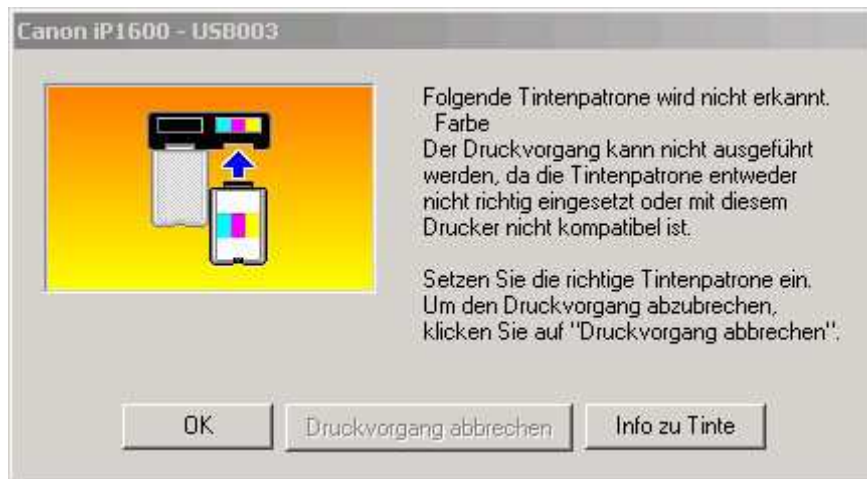 Canon iP1600 - USB003
Folgende Tintenpatrone wird nicht erkannt.
Farbe
Der Druckvorgang kann nicht ausgeführt
werden, da die Tintenpatrone entweder
nicht richtig eingesetzt oder mit diesem
Drucker nicht kompatibel ist.
Setzen Sie die richtige Tintenpatrone ein.
Um den Druckvorgang abzubrechen,
klicken Sie auf "Druckvorgang abbrechen".
OK
Druckvorgang abbrechen
Info zu Tinte